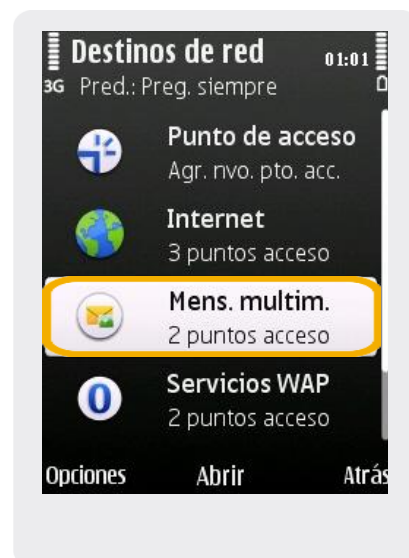 Destinos de red 01:01
3G Pred.: Preg. siempre
Punto de acceso
Agr. nvo. pto. acc.
Internet
3 puntos acceso
Mens. multim.
2 puntos acceso
Servicios WAP
2 puntos acceso
Opciones Abrir Atrás